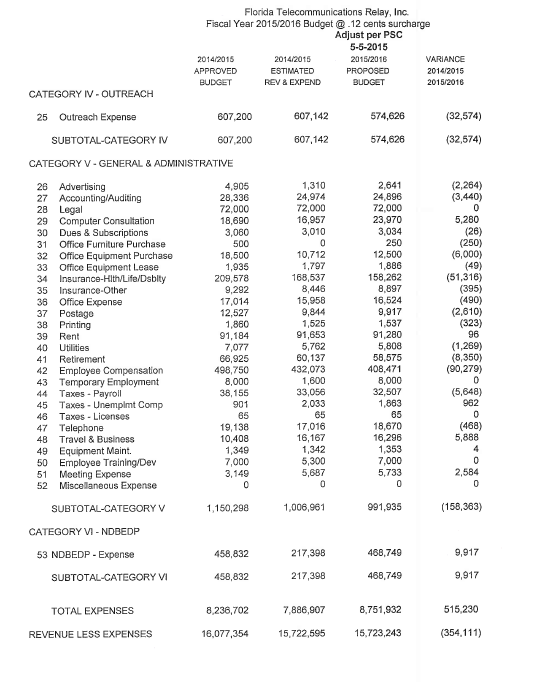 Florida Telecommunications Relay, Inc.
Fiscal Year 2015/2016 Budget @ .12 cents surcharge
Adjust per PSC
5-5-2015
2014/2015 2014/2015 2015/2016 VARIANCE
APPROVED ESTIMATED PROPOSED 2014/2015
BUDGET REV & EXPEND BUDGET 2015/2016
CATEGORY IV - OUTREACH
25 Outreach Expense 607,200 607,142 574,626 (32,574)
SUBTOTAL-CATEGORY IV 607,200 607,142 574,626 (32,574)
CATEGORY V - GENERAL & ADMINISTRATIVE
26 Advertising 4,905 1,310 2,641 (2,264)
27 Accounting/Auditing 28,336 24,974 24,896 (3,440)
28 Legal 72,000 72,000 72,000 0
29 Computer Consultation 18,690 16,957 23,970 5,280
30 Dues & Subscriptions 3,060 3,010 3,034 (26)
31 Office Furniture Purchase 500 0 250 (250)
32 Office Equipment Purchase 18,500 10,712 12,500 (6,000)
33 Office Equipment Lease 1,935 1,797 1,886 (49)
34 Insurance-Hlth/Life/Dsblty 209,578 168,537 158,262 (51,316)
35 Insurance-Other 9,292 8,446 8,897 (395)
36 Office Expense 17,014 15,958 16,524 (490)
37 Postage 12,527 9,844 9,917 (2,610)
38 Printing 1,860 1,525 1,537 (323)
39 Rent 91,184 91,653 91,280 96
40 Utilities 7,077 5,762 5,808 (1,269)
41 Retirement 66,925 60,137 58,575 (8,350)
42 Employee Compensation 498,750 432,073 408,471 (90,279)
43 Temporary Employment 8,000 1,600 8,000 0
44 Taxes - Payroll 38,155 33,056 32,507 (5,648)
45 Taxes - Unemplmt Comp 901 2,033 1,863 962
46 Taxes - Licenses 65 65 65 0
47 Telephone 19,138 17,016 18,670 (468)
48 Travel & Business 10,408 16,167 16,296 5,888
49 Equipment Maint. 1,349 1,342 1,353 4
50 Employee Training/Dev 7,000 5,300 7,000 0
51 Meeting Expense 3,149 5,687 5,733 2,584
52 Miscellaneous Expense 0 0 0 0
SUBTOTAL-CATEGORY V 1,150,298 1,006,961 991,935 (158,363)
CATEGORY VI - NDBEDP
53 NDBEDP - Expense 458,832 217,398 468,749 9,917
SUBTOTAL-CATEGORY VI 458,832 217,398 468,749 9,917
TOTAL EXPENSES 8,236,702 7,886,907 8,751,932 515,230
REVENUE LESS EXPENSES 16,077,354 15,722,595 15,723,243 (354,111)